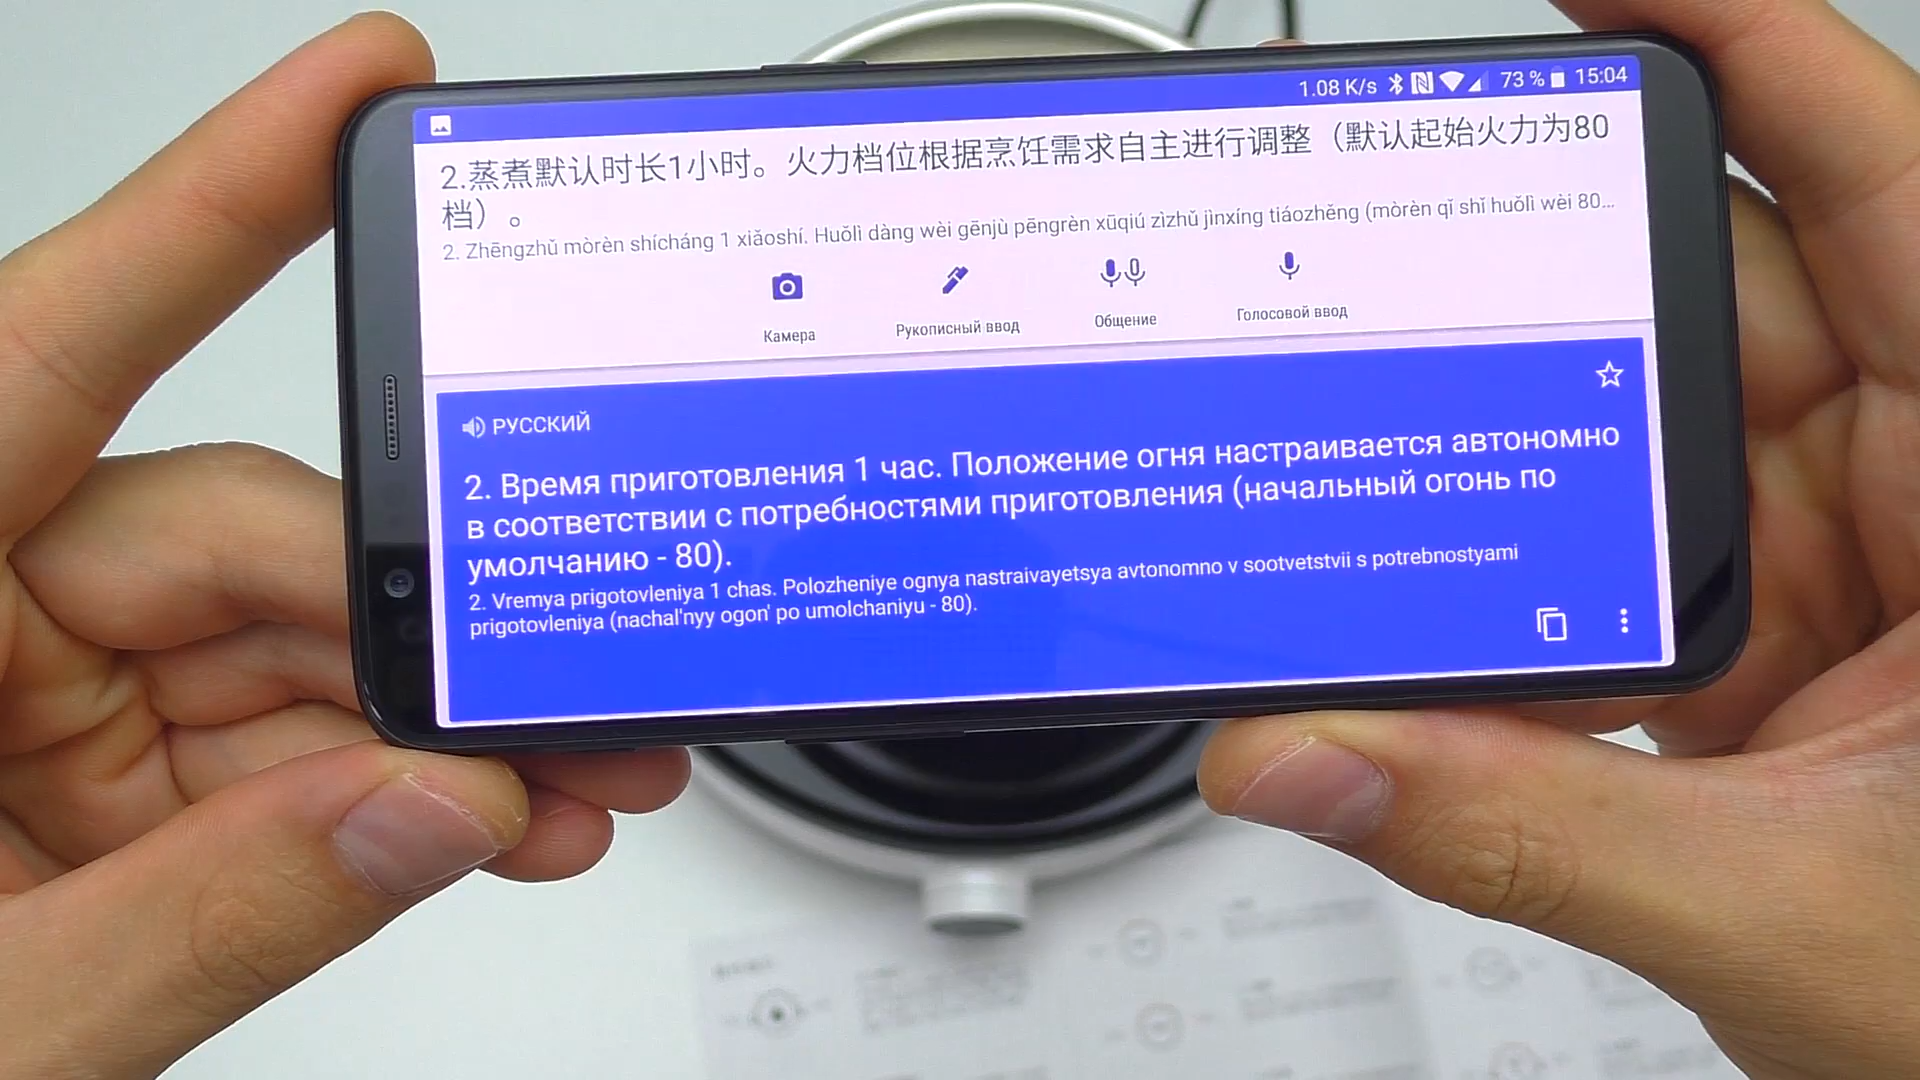 1.08 K/s 73 % 15:04
2.蒸煮默认时长1小时。火力档位根据烹饪需求自主进行调整（默认起始火力为80
档）。
2. Zhēngzhǔ mòrèn shícháng 1 xiǎoshí. Huǒlì dàng wèi gēnjù pēngrèn xūqiú zìzhǔ jìnxíng tiáozhěng (mòrèn qǐ shǐ huǒlì wèi 80...
Камера
Рукописный ввод
Общение
Голосовой ввод
РУССКИЙ
2. Время приготовления 1 час. Положение огня настраивается автономно
в соответствии с потребностями приготовления (начальный огонь по
умолчанию - 80).
2. Vremya prigotovleniya 1 chas. Polozheniye ognya nastraivayetsya avtonomno v sootvetstvii s potrebnostyami
prigotovleniya (nachal'nyy ogon' po umolchaniyu - 80).